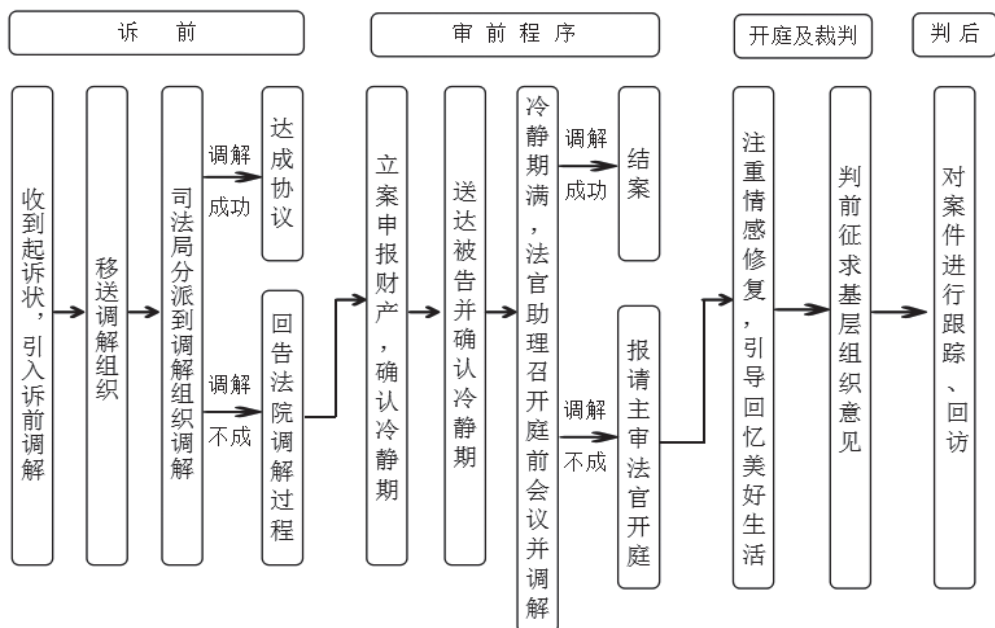 诉 前
审 前 程 序
开庭及裁判
判 后
收到起诉状，引入诉前调解
移送调解组织
司法局分派到调解组织调解
调解
成功
达成协议
调解
不成
回告法院调解过程
立案申报财产，确认冷静期
送达被告并确认冷静期
冷静期满，法官助理召开庭前会议并调解
调解
成功
结案
调解
不成
报请主审法官开庭
注重情感修复，引导回忆美好生活
判前征求基层组织意见
对案件进行跟踪、回访